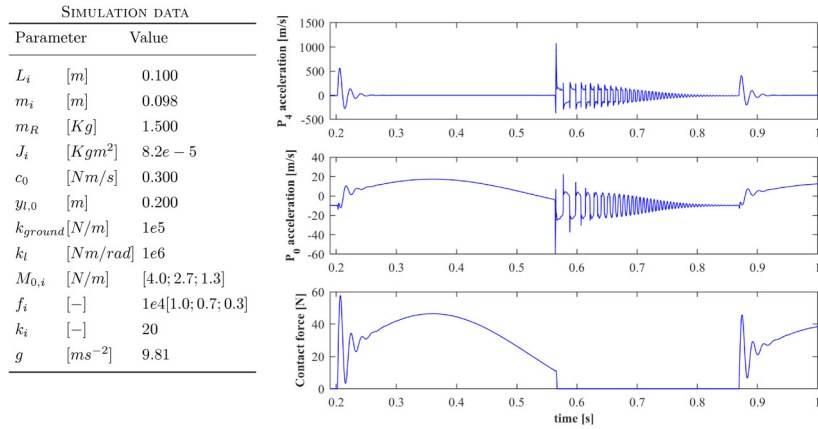 SIMULATION DATA
Parameter Value
L_i [m] 0.100
m_i [m] 0.098
m_R [Kg] 1.500
J_i [Kgm^2] 8.2e − 5
c_0 [Nm/s] 0.300
y_{l,0} [m] 0.200
k_{ground} [N/m] 1e5
k_l [Nm/rad] 1e6
M_{0,i} [N/m] [4.0; 2.7; 1.3]
f_i [−] 1e4[1.0; 0.7; 0.3]
k_i [−] 20
g [ms^{−2}] 9.81
P_4 acceleration [m/s]
1500
1000
500
0
-500
0.2 0.3 0.4 0.5 0.6 0.7 0.8 0.9 1
P_0 acceleration [m/s]
40
20
0
-20
-40
-60
0.2 0.3 0.4 0.5 0.6 0.7 0.8 0.9 1
Contact force [N]
60
40
20
0
0.2 0.3 0.4 0.5 0.6 0.7 0.8 0.9 1
time [s]